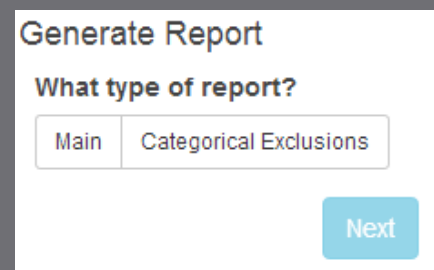 Generate Report
What type of report?
Main Categorical Exclusions
Next